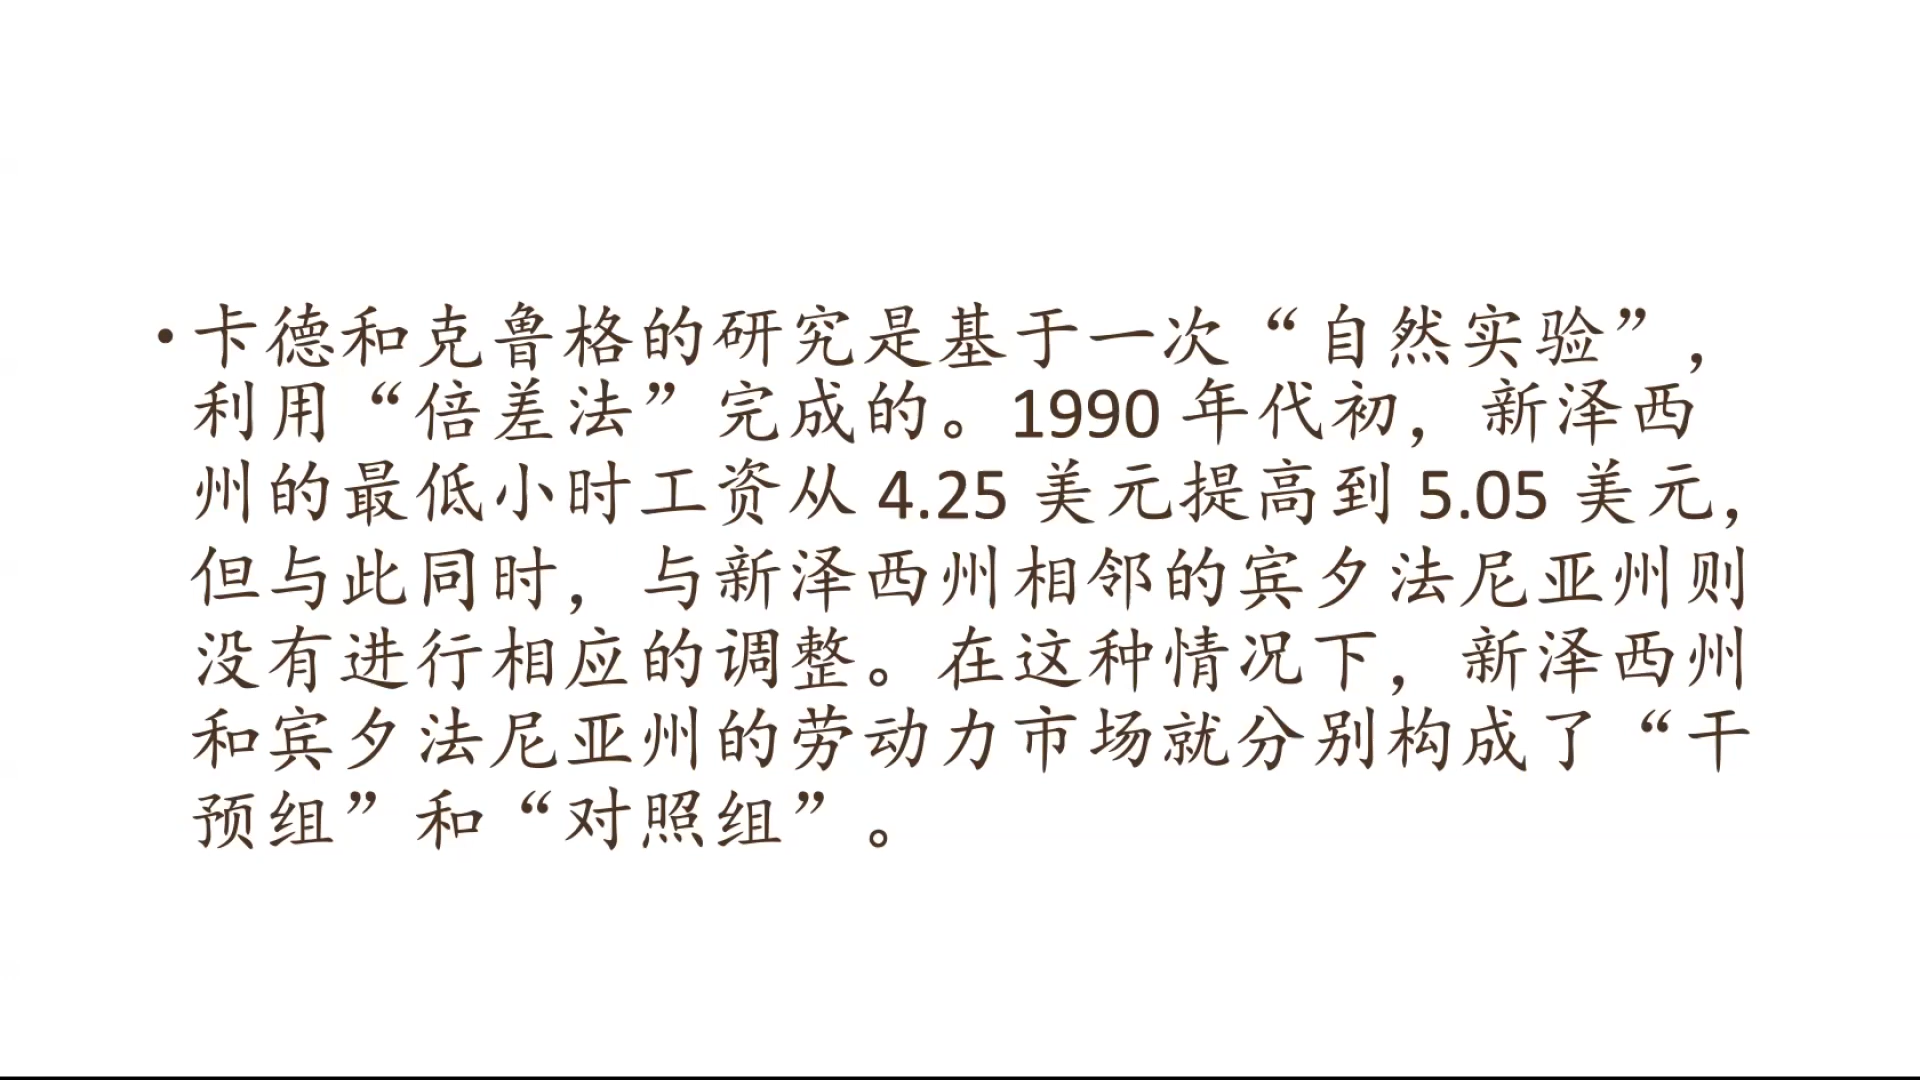 •卡德和克鲁格的研究是基于一次“自然实验”,
利用“倍差法”完成的。1990 年代初，新泽西
州的最低小时工资从 4.25 美元提高到 5.05 美元，
但与此同时，与新泽西州相邻的宾夕法尼亚州则
没有进行相应的调整。在这种情况下，新泽西州
和宾夕法尼亚州的劳动力市场就分别构成了“干
预组”和“对照组”。